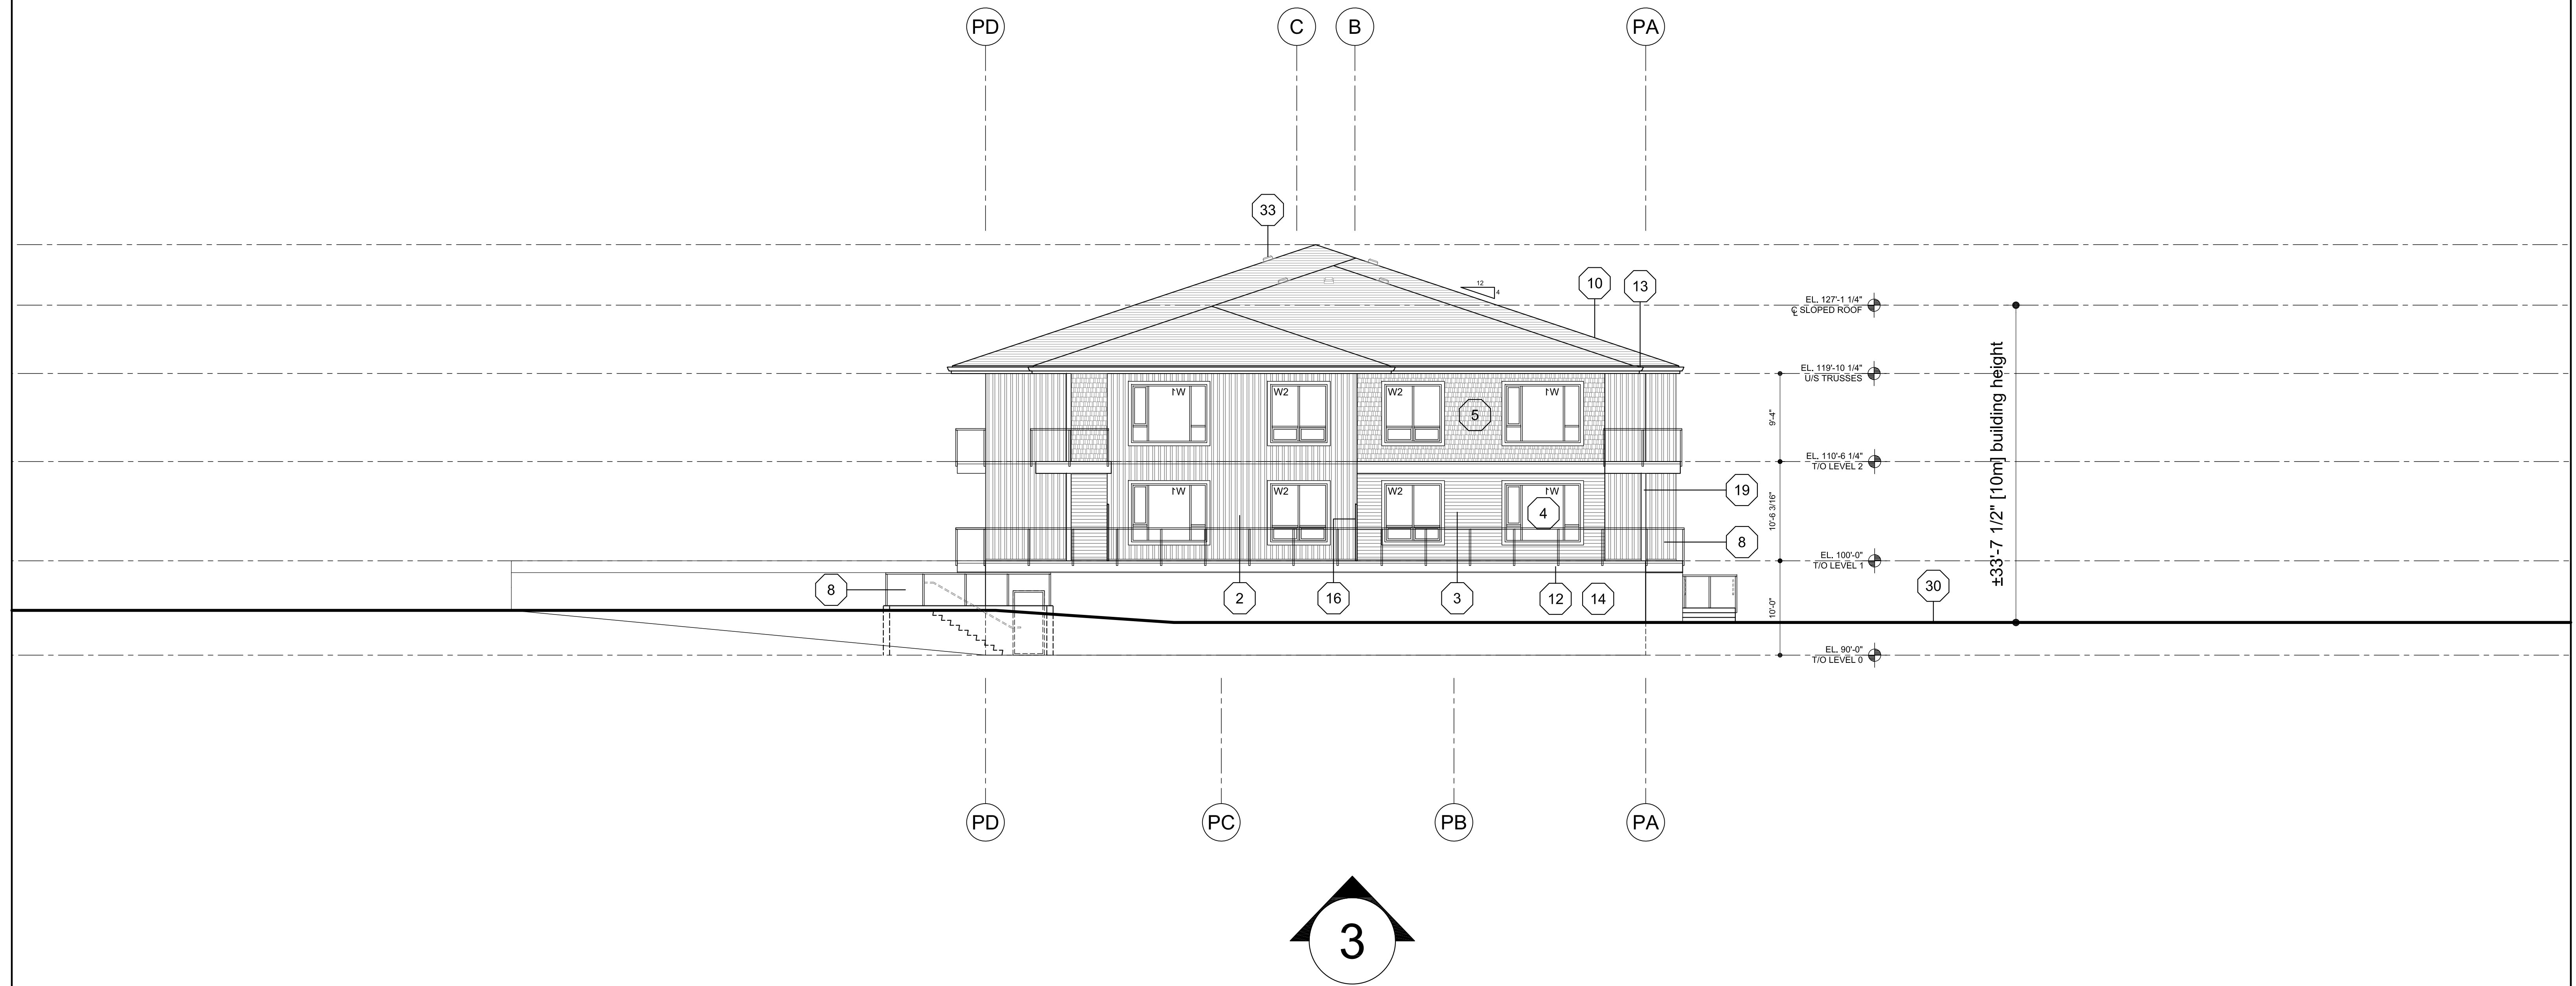 PD
C
B
PA
33
12
4
10
13
EL. 127'-1 1/4"
℄ SLOPED ROOF
EL. 119'-10 1/4"
U/S TRUSSES
W1
W2
W2
W1
5
9'-4"
EL. 110'-6 1/4"
T/O LEVEL 2
W1
W2
W2
W1
4
19
10'-6 3/16"
8
EL. 100'-0"
T/O LEVEL 1
±33'-7 1/2" [10m] building height
8
2
16
3
12
14
10'-0"
30
EL. 90'-0"
T/O LEVEL 0
PD
PC
PB
PA
3